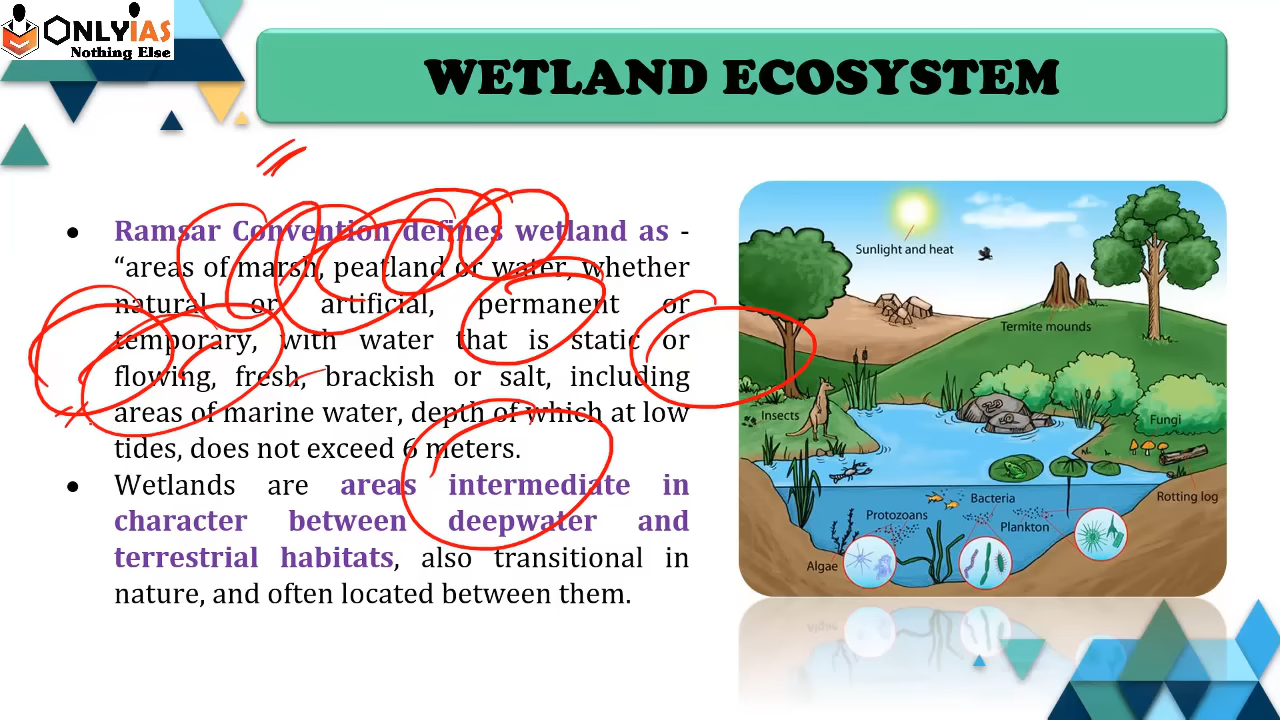 ONLYIAS
Nothing Else
WETLAND ECOSYSTEM
• Ramsar Convention defines wetland as -
“areas of marsh, peatland or water, whether
natural or artificial, permanent or
temporary, with water that is static or
flowing, fresh, brackish or salt, including
areas of marine water, depth of which at low
tides, does not exceed 6 meters.
• Wetlands are areas intermediate in
character between deepwater and
terrestrial habitats, also transitional in
nature, and often located between them.
Sunlight and heat
Termite mounds
Insects
Fungi
Rotting log
Bacteria
Protozoans
Plankton
Algae